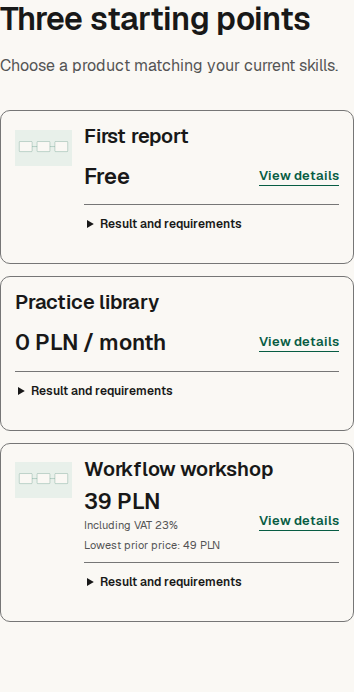 Three starting points
Choose a product matching your current skills.
First report
Free
View details
Result and requirements
Practice library
0 PLN / month
View details
Result and requirements
Workflow workshop
39 PLN
Including VAT 23%
View details
Lowest prior price: 49 PLN
Result and requirements